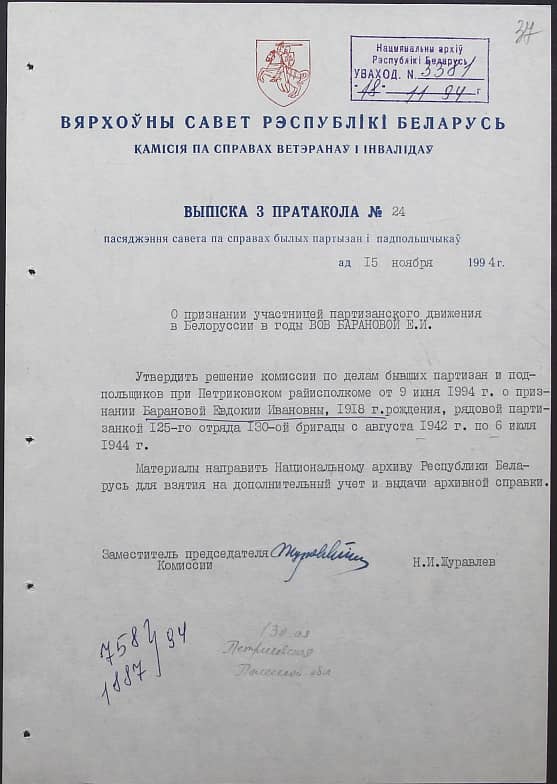 37
Нацыянальны архіў
Рэспублікі Беларусь
УВАХОД. N. 3381
"18" 11 94 г
ВЯРХОЎНЫ САВЕТ РЭСПУБЛІКІ БЕЛАРУСЬ
КАМІСІЯ ПА СПРАВАХ ВЕТЭРАНАЎ І ІНВАЛІДАЎ
ВЫПІСКА З ПРАТАКОЛА № 24
пасяджэння савета па справах былых партызан і падпольшчыкаў
ад 15 ноября 1994 г.
О признании участницей партизанского движения
в Белоруссии в годы ВОВ БАРАНОВОЙ Е.И.
Утвердить решение комиссии по делам бывших партизан и под-
польщиков при Петриковском райисполкоме от 9 июня 1994 г. о приз-
нании Барановой Евдокии Ивановны, 1918 г.рождения, рядовой парти-
занкой 125-го отряда 130-ой бригады с августа 1942 г. по 6 июля
1944 г.
Материалы направить Национальному архиву Республики Бела-
русь для взятия на дополнительный учет и выдачи архивной справки.
Заместитель председателя
Комиссии Н.И.Журавлев
130 ая
Петриковская
Полесской обл